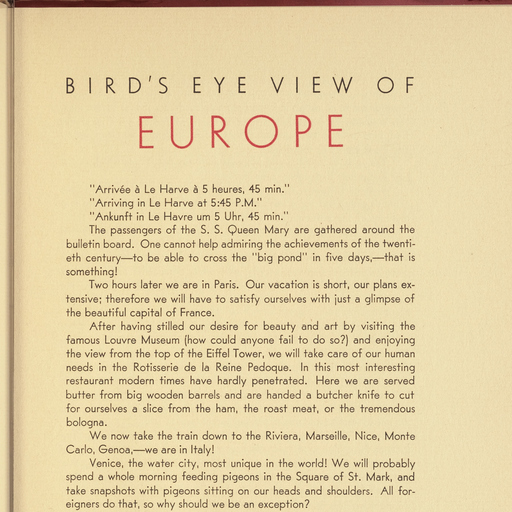 BIRD'S EYE VIEW OF
EUROPE
"Arrivée à Le Harve à 5 heures, 45 min."
"Arriving in Le Harve at 5:45 P.M."
"Ankunft in Le Havre um 5 Uhr, 45 min."
The passengers of the S. S. Queen Mary are gathered around the
bulletin board. One cannot help admiring the achievements of the twenti-
eth century—to be able to cross the "big pond" in five days,—that is
something!
Two hours later we are in Paris. Our vacation is short, our plans ex-
tensive; therefore we will have to satisfy ourselves with just a glimpse of
the beautiful capital of France.
After having stilled our desire for beauty and art by visiting the
famous Louvre Museum (how could anyone fail to do so?) and enjoying
the view from the top of the Eiffel Tower, we will take care of our human
needs in the Rotisserie de la Reine Pedoque. In this most interesting
restaurant modern times have hardly penetrated. Here we are served
butter from big wooden barrels and are handed a butcher knife to cut
for ourselves a slice from the ham, the roast meat, or the tremendous
bologna.
We now take the train down to the Riviera, Marseille, Nice, Monte
Carlo, Genoa,—we are in Italy!
Venice, the water city, most unique in the world! We will probably
spend a whole morning feeding pigeons in the Square of St. Mark, and
take snapshots with pigeons sitting on our heads and shoulders. All for-
eigners do that, so why should we be an exception?